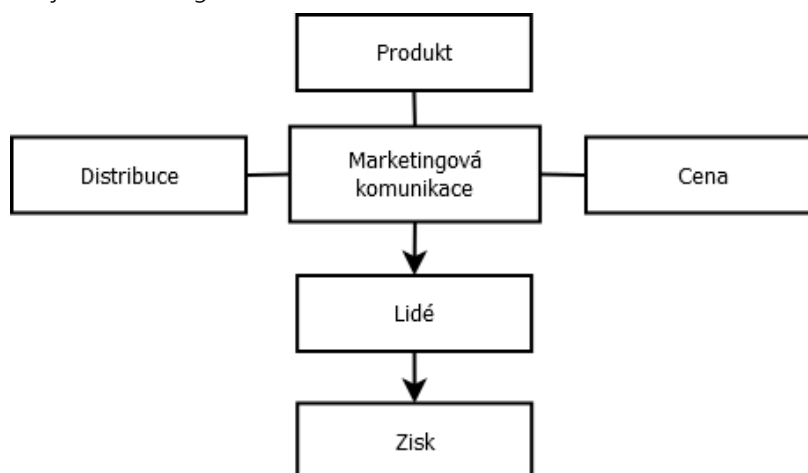 Produkt
Distribuce
Marketingová
komunikace
Cena
Lidé
Zisk